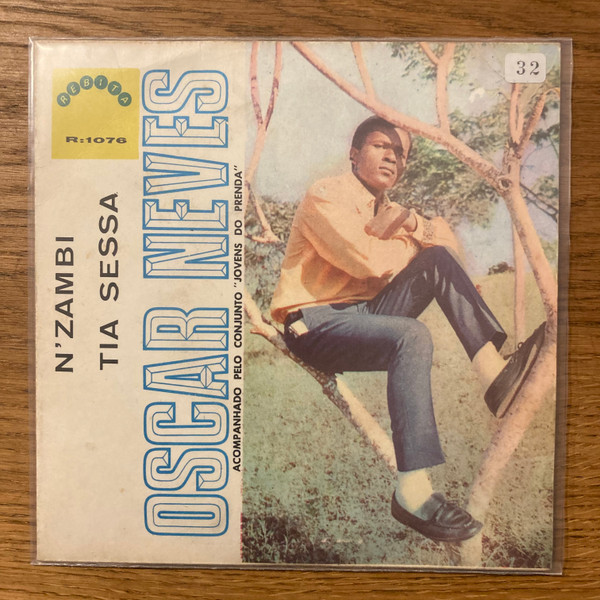 REBITA
R:1076
N'ZAMBI
TIA SESSA
OSCAR NEVES
ACOMPANHADO PELO CONJUNTO "JOVENS DO PRENDA"
32